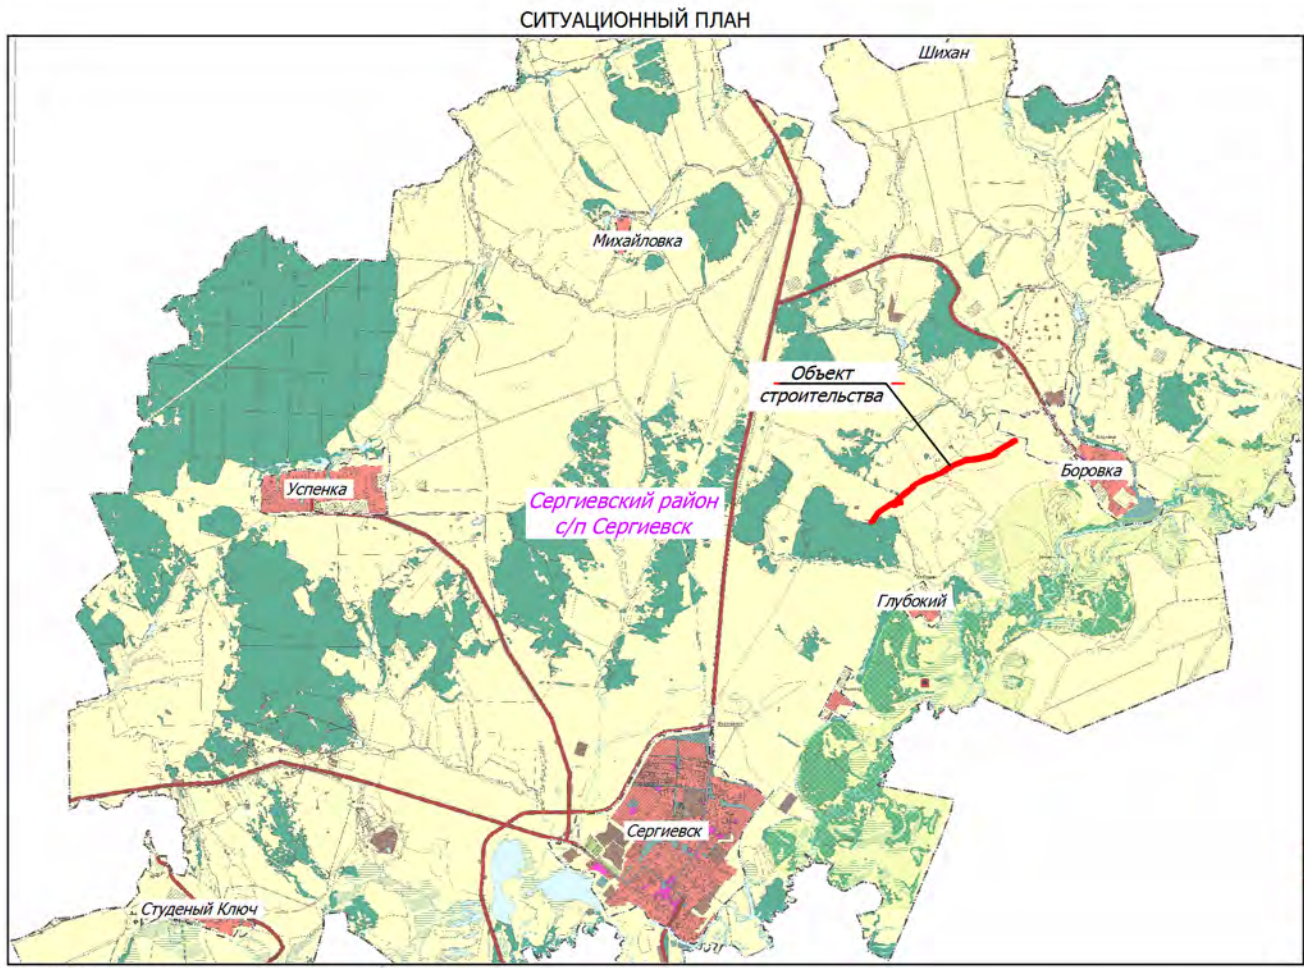 СИТУАЦИОННЫЙ ПЛАН
Шихан
Михайловка
Объект
строительства
Боровка
Успенка
Сергиевский район
с/п Сергиевск
Глубокий
Сергиевск
Студеный Ключ